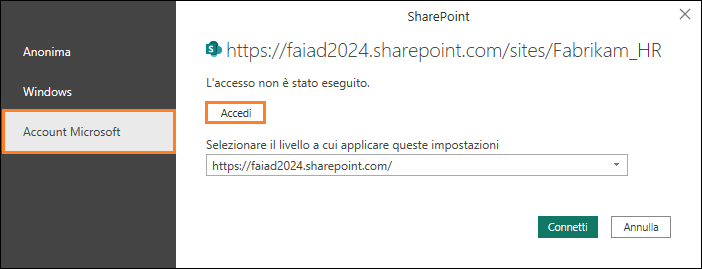 SharePoint
Anonima
Windows
Account Microsoft
https://faiad2024.sharepoint.com/sites/Fabrikam_HR
L'accesso non è stato eseguito.
Accedi
Selezionare il livello a cui applicare queste impostazioni
https://faiad2024.sharepoint.com/
Connetti
Annulla